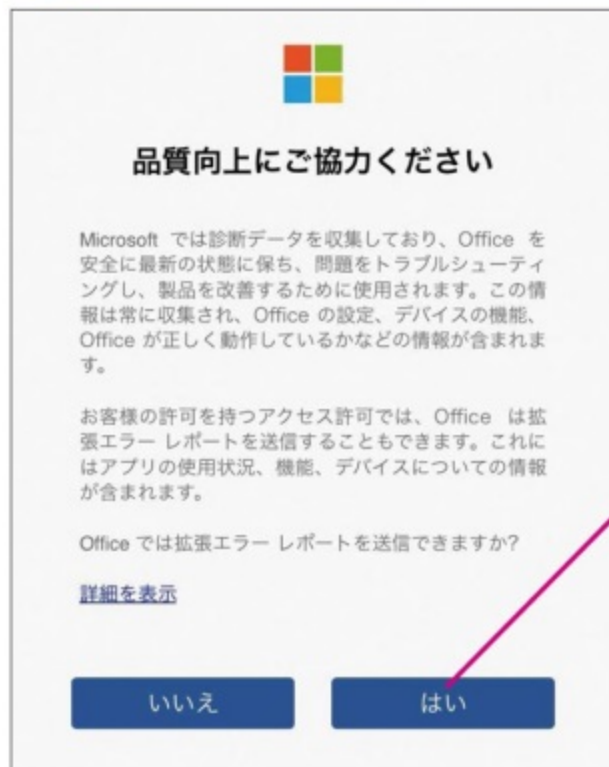 品質向上にご協力ください
Microsoft では診断データを収集しており、Office を
安全に最新の状態に保ち、問題をトラブルシューティ
ングし、製品を改善するために使用されます。この情
報は常に収集され、Office の設定、デバイスの機能、
Office が正しく動作しているかなどの情報が含まれま
す。
お客様の許可を持つアクセス許可では、Office は拡
張エラー レポートを送信することもできます。これに
はアプリの使用状況、機能、デバイスについての情報
が含まれます。
Office では拡張エラー レポートを送信できますか?
詳細を表示
いいえ
はい